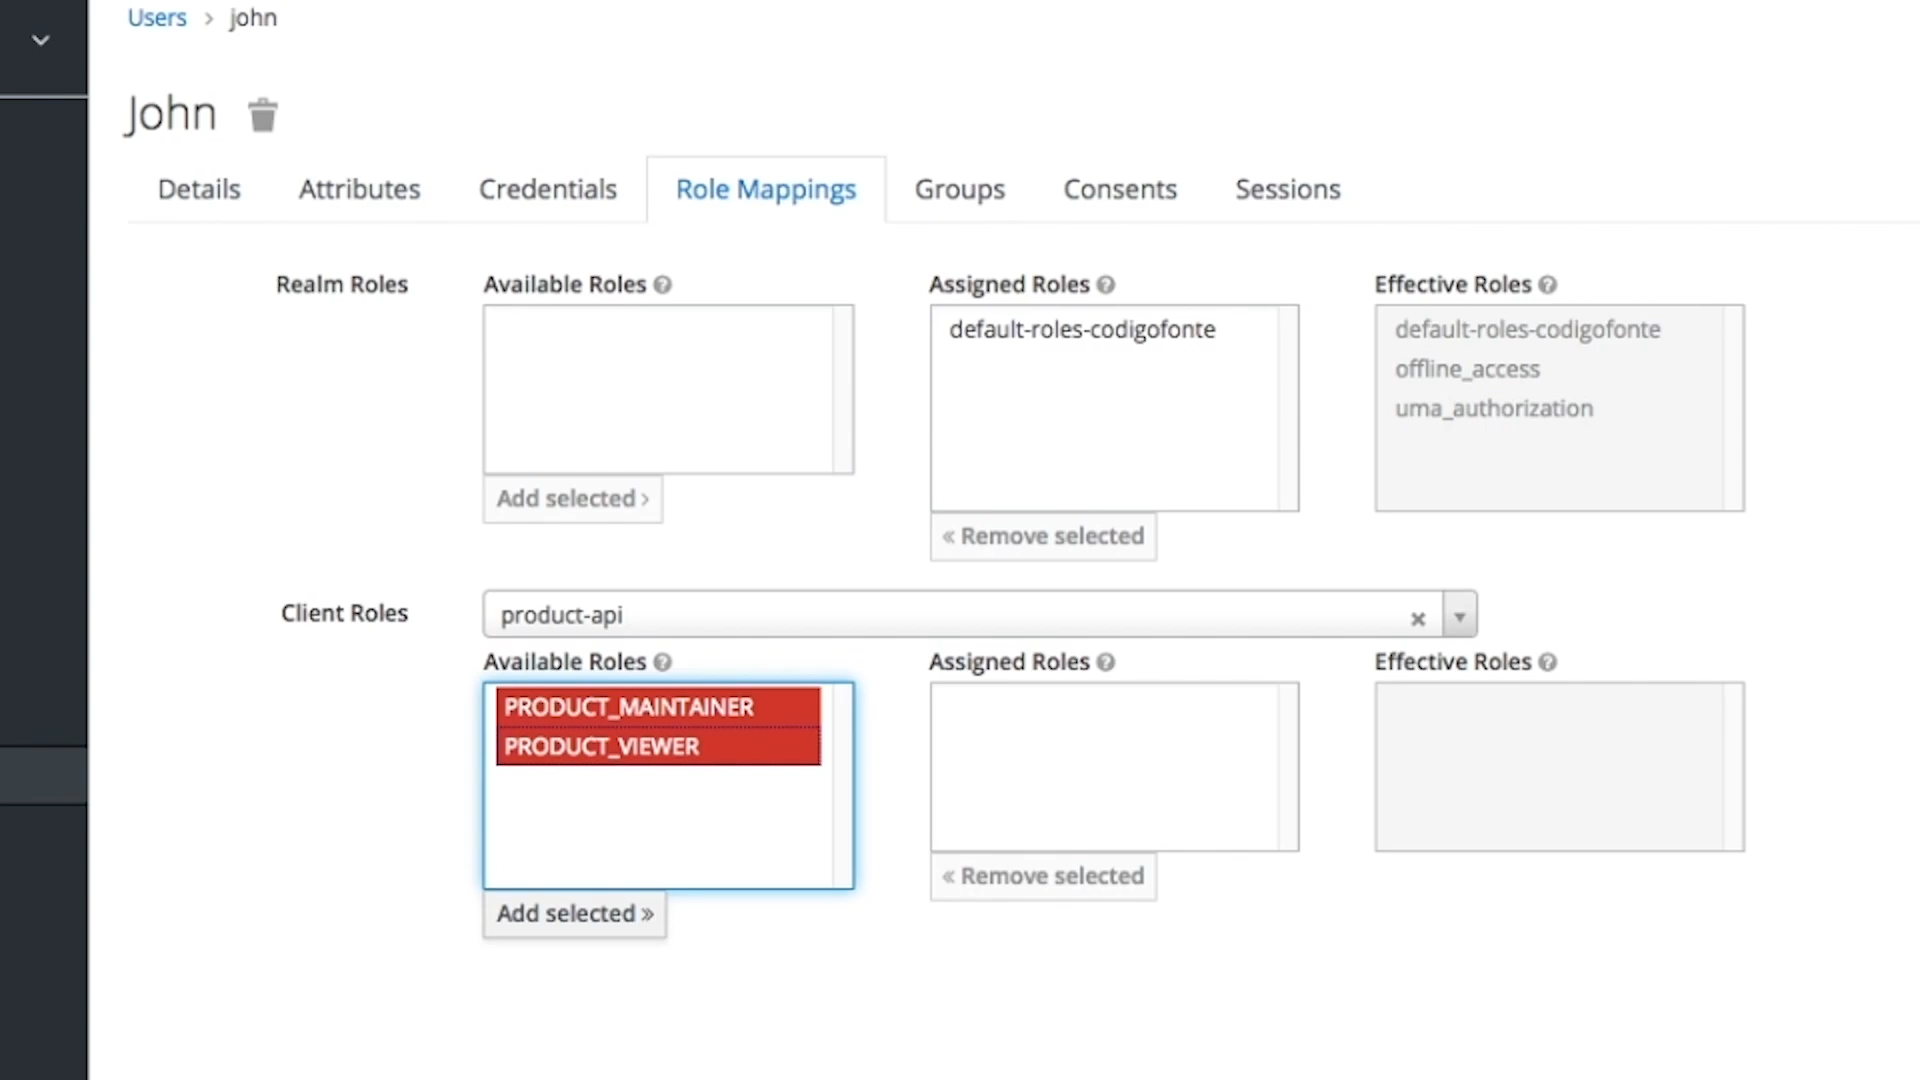 Users › john
John
Details Attributes Credentials Role Mappings Groups Consents Sessions
Realm Roles Available Roles Assigned Roles Effective Roles
default-roles-codigofonte default-roles-codigofonte
offline_access
uma_authorization
Add selected ›
« Remove selected
Client Roles product-api
Available Roles Assigned Roles Effective Roles
PRODUCT_MAINTAINER
PRODUCT_VIEWER
« Remove selected
Add selected »